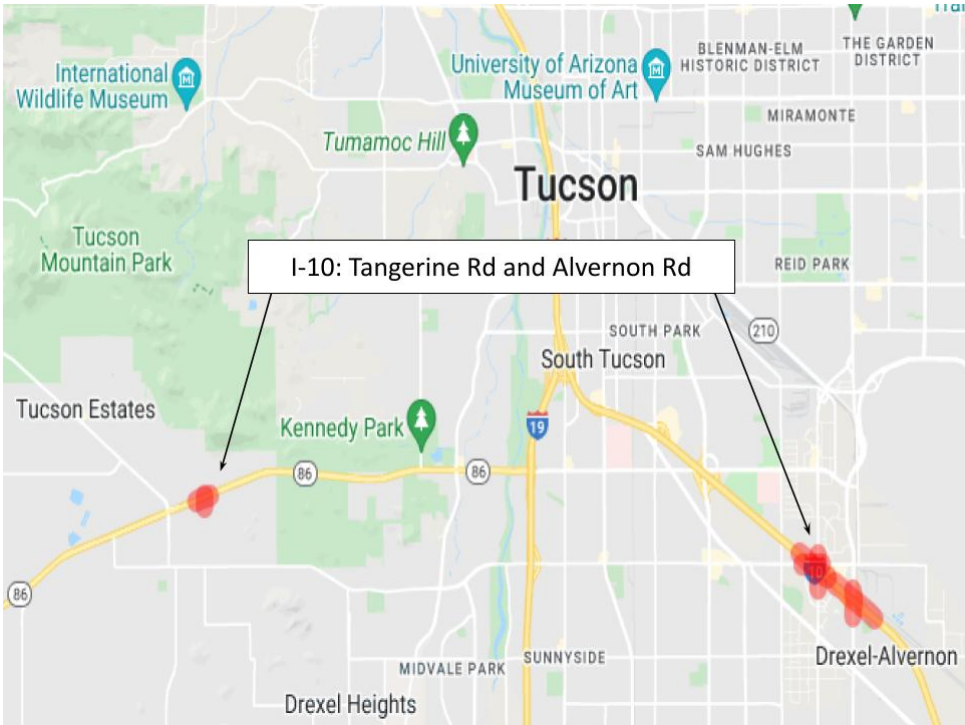 International
Wildlife Museum
University of Arizona
Museum of Art
BLENMAN-ELM
HISTORIC DISTRICT
THE GARDEN
DISTRICT
MIRAMONTE
Tumamoc Hill
SAM HUGHES
Tucson
Tucson
Mountain Park
I-10: Tangerine Rd and Alvernon Rd
REID PARK
SOUTH PARK
210
South Tucson
Tucson Estates
Kennedy Park
19
86
86
10
86
SUNNYSIDE
MIDVALE PARK
Drexel-Alvernon
Drexel Heights